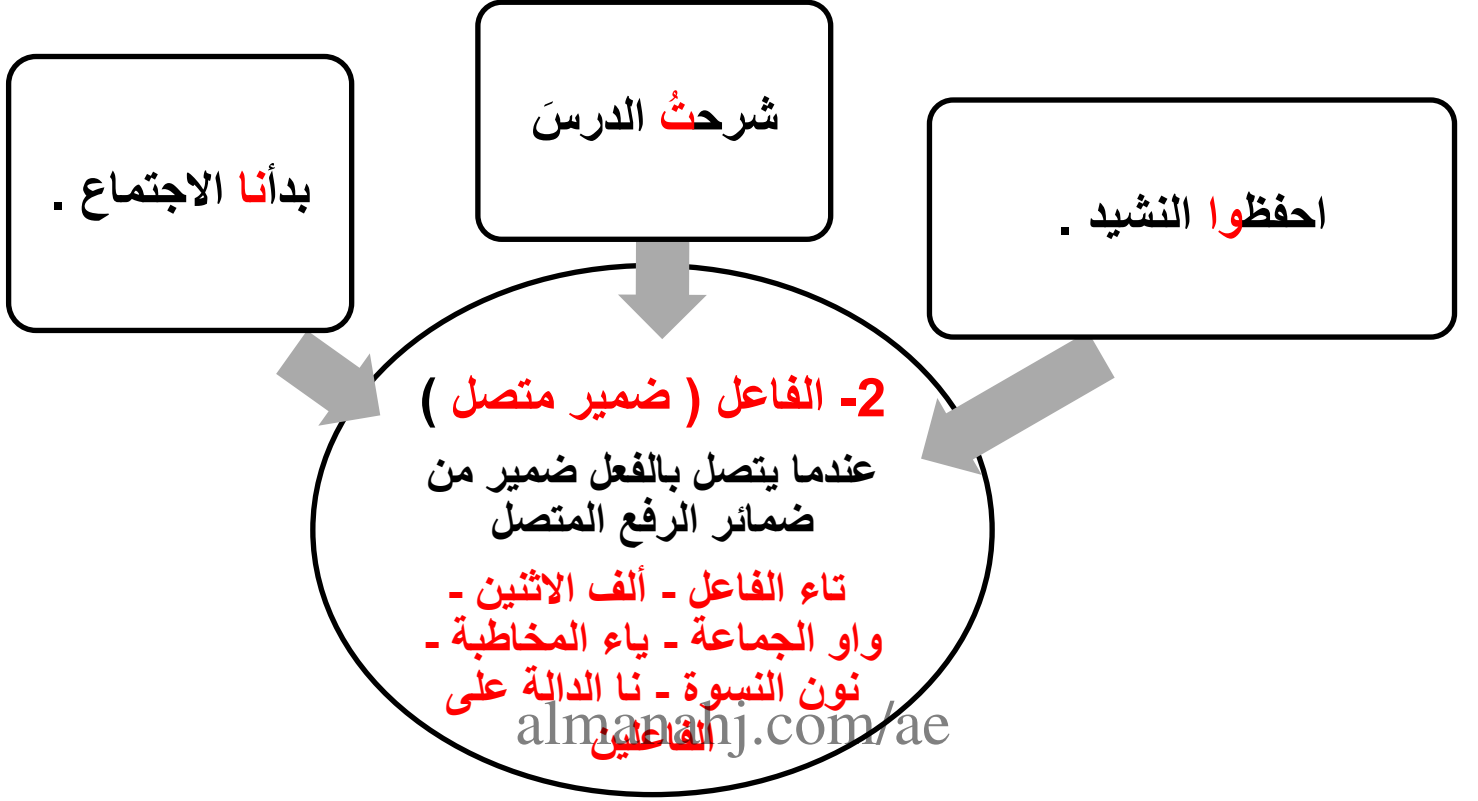 احفظوا النشيد .
شرحتُ الدرسَ
بدأنا الاجتماع .
2- الفاعل ( ضمير متصل )
عندما يتصل بالفعل ضمير من
ضمائر الرفع المتصل
تاء الفاعل - ألف الاثنين -
واو الجماعة - ياء المخاطبة -
نون النسوة - نا الدالة على
الفاعلين
almanahj.com/ae